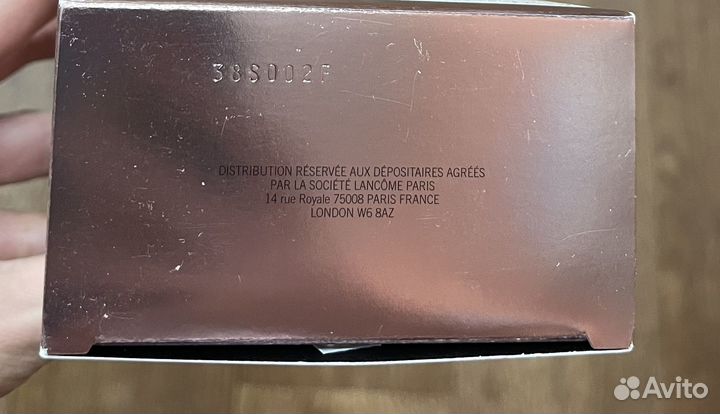 38S002F
DISTRIBUTION RÉSERVÉE AUX DÉPOSITAIRES AGRÉÉS
PAR LA SOCIÉTÉ LANCÔME PARIS
14 rue Royale 75008 PARIS FRANCE
LONDON W6 8AZ
Avito